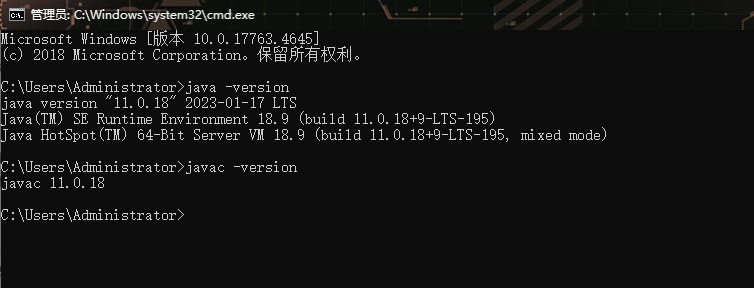 管理员: C:\Windows\system32\cmd.exe
Microsoft Windows [版本 10.0.17763.4645]
(c) 2018 Microsoft Corporation。保留所有权利。
C:\Users\Administrator>java -version
java version "11.0.18" 2023-01-17 LTS
Java(TM) SE Runtime Environment 18.9 (build 11.0.18+9-LTS-195)
Java HotSpot(TM) 64-Bit Server VM 18.9 (build 11.0.18+9-LTS-195, mixed mode)
C:\Users\Administrator>javac -version
javac 11.0.18
C:\Users\Administrator>